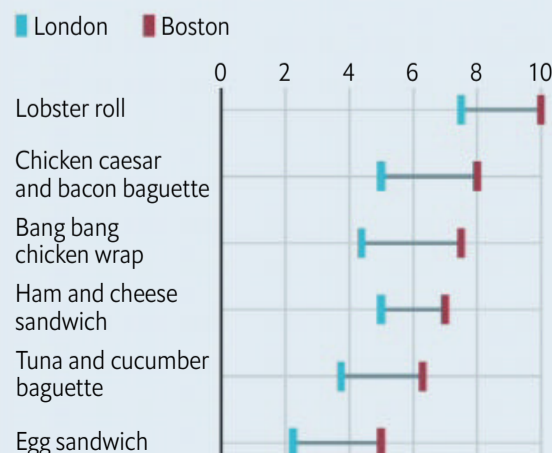 London Boston
0 2 4 6 8 10
Lobster roll
Chicken caesar
and bacon baguette
Bang bang
chicken wrap
Ham and cheese
sandwich
Tuna and cucumber
baguette
Egg sandwich